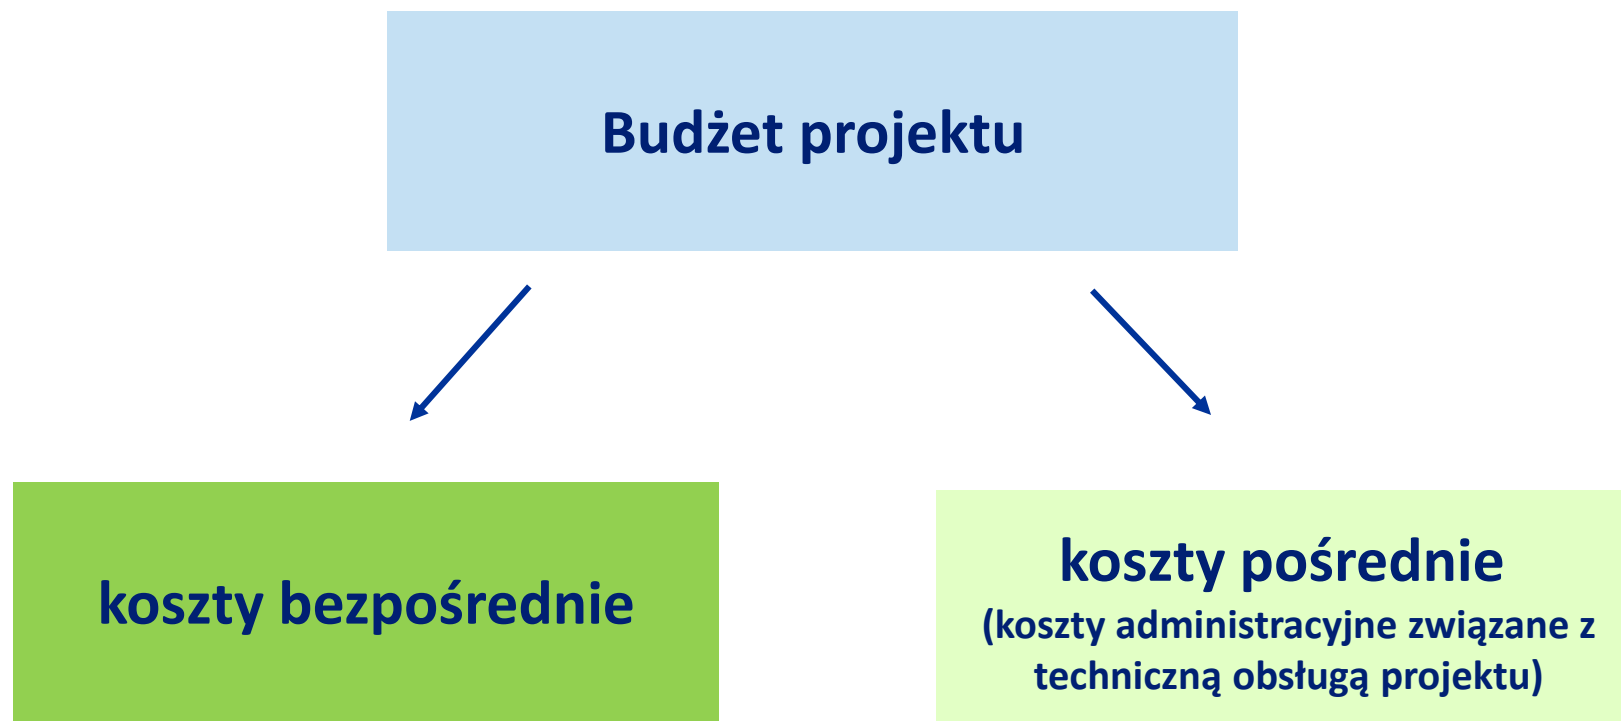 Budżet projektu
koszty bezpośrednie
koszty pośrednie
(koszty administracyjne związane z
techniczną obsługą projektu)